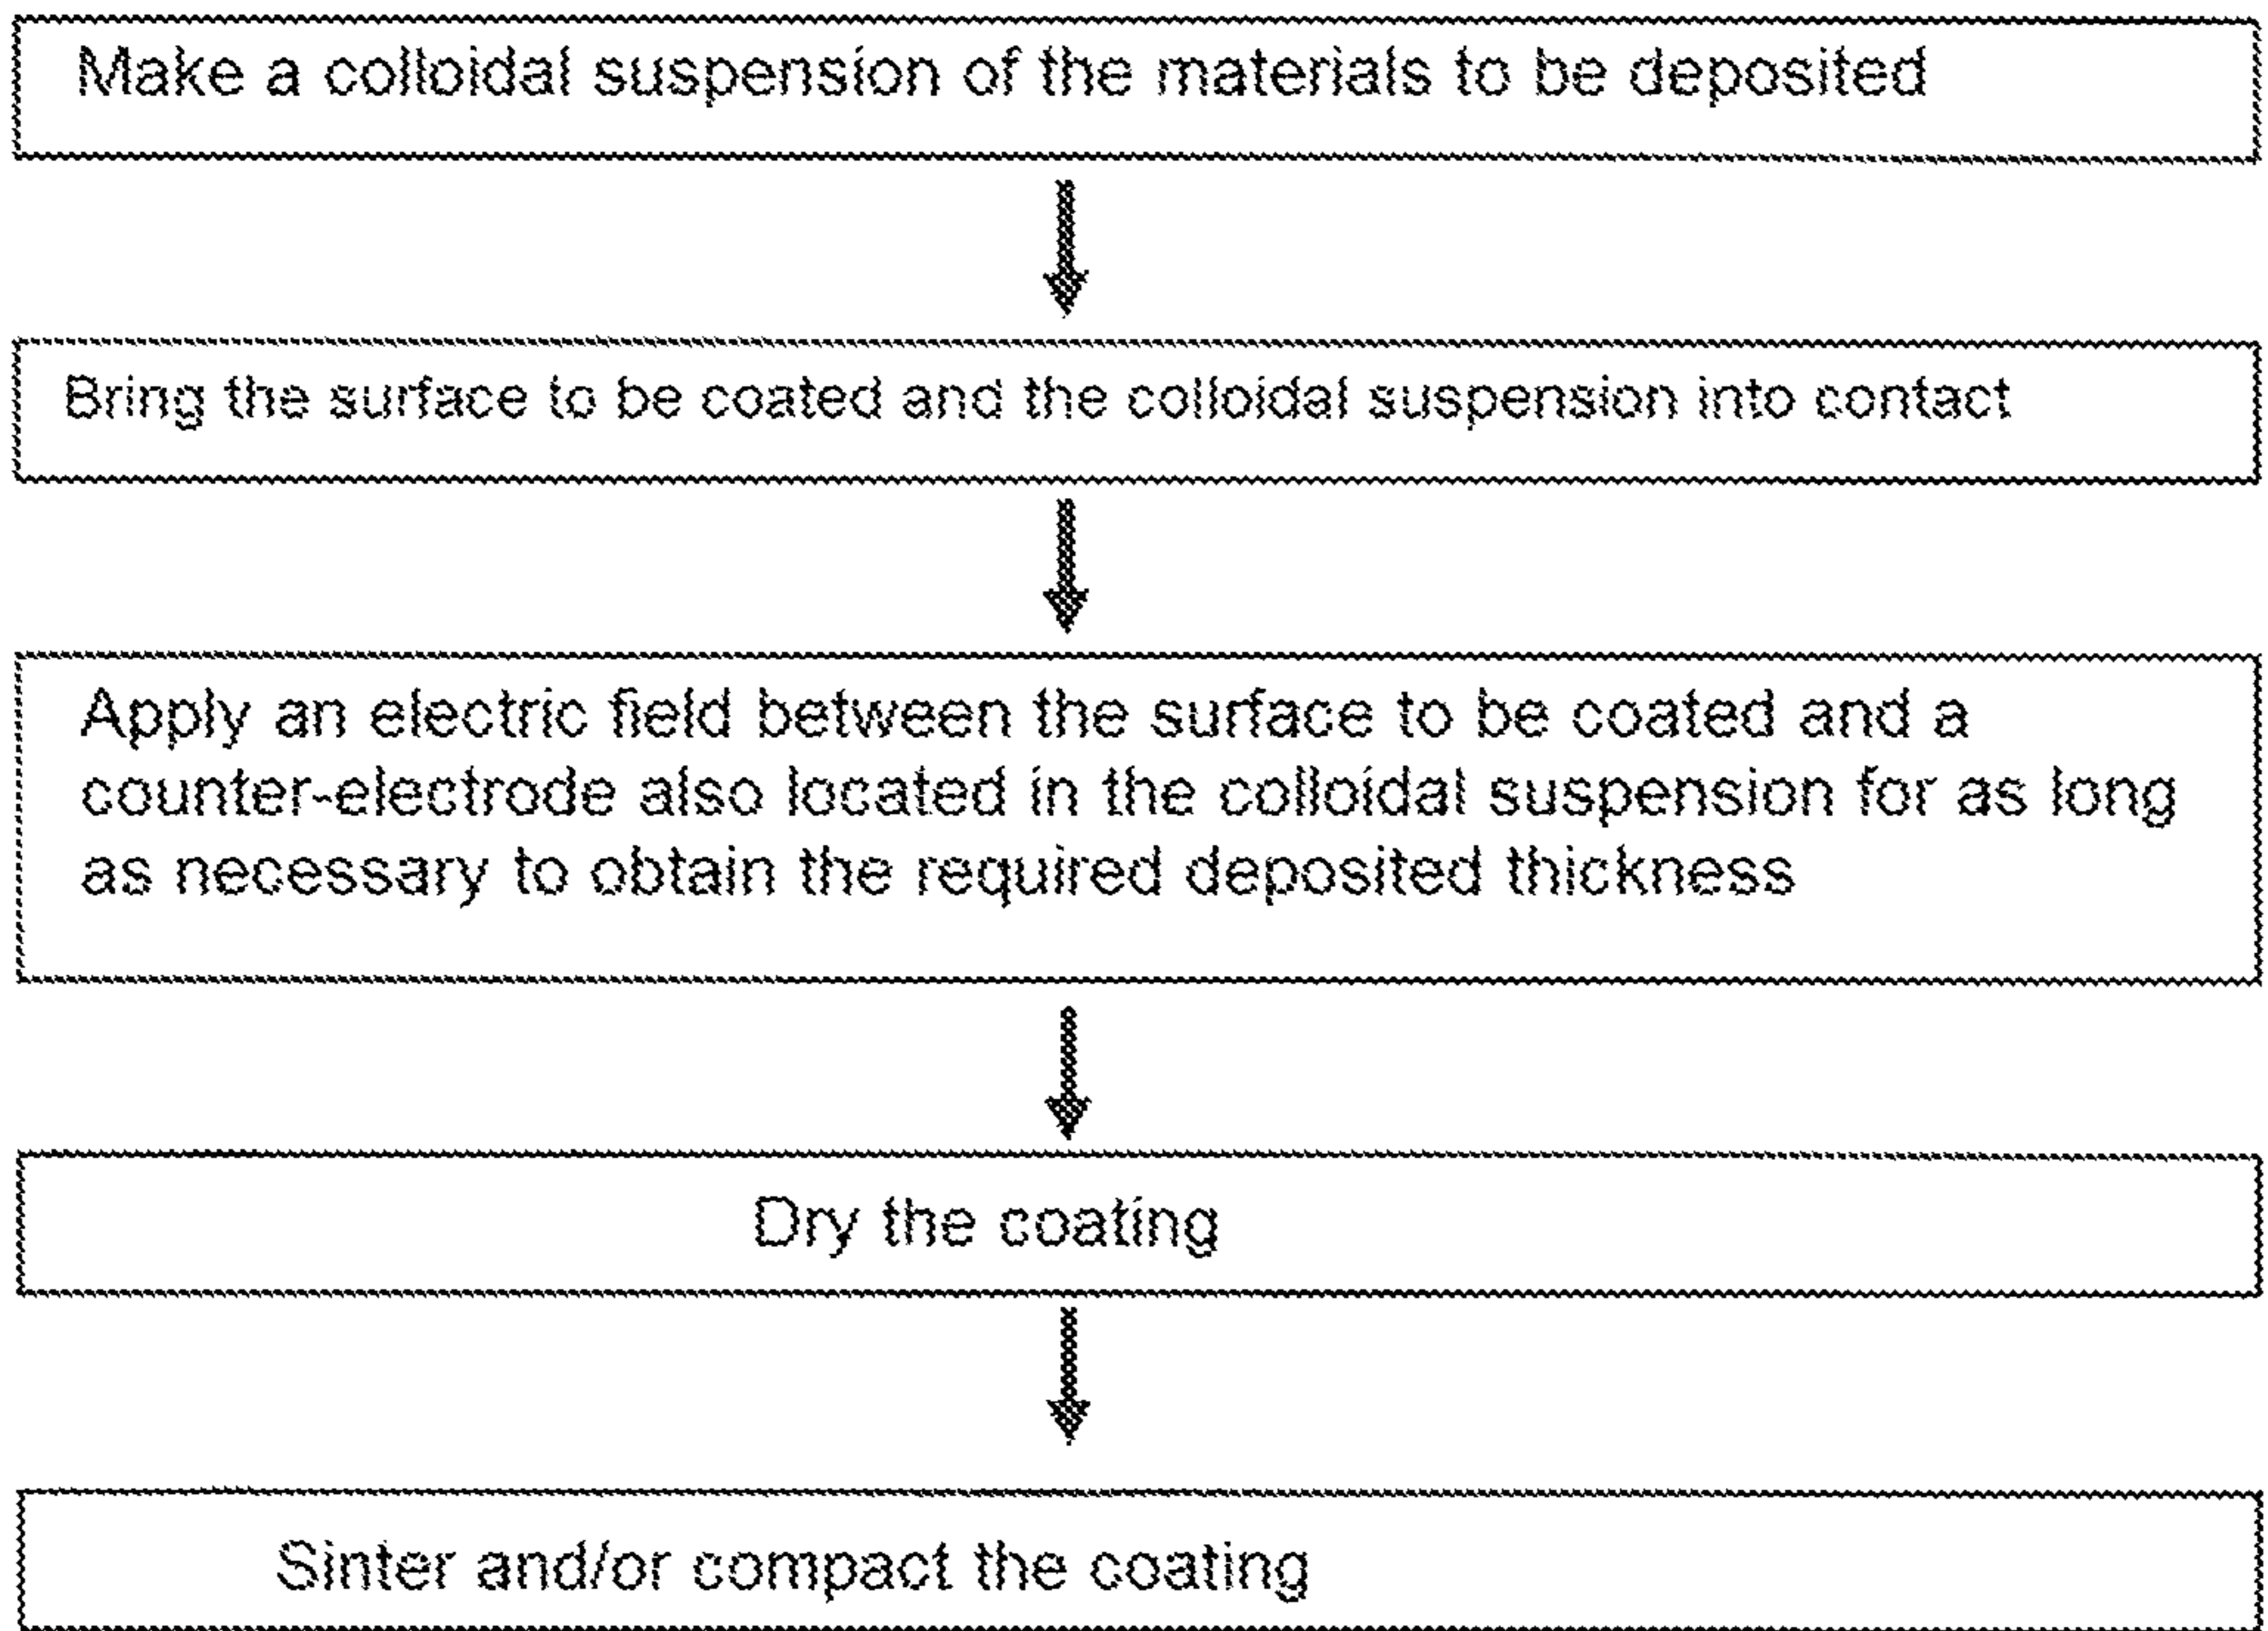 Make a colloidal suspension of the materials to be deposited
Bring the surface to be coated and the colloidal suspension into contact
Apply an electric field between the surface to be coated and a
counter-electrode also located in the colloidal suspension for as long
as necessary to obtain the required deposited thickness
Dry the coating
Sinter and/or compact the coating